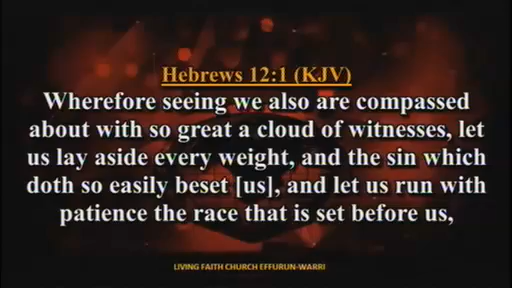 Hebrews 12:1 (KJV)
Wherefore seeing we also are compassed
about with so great a cloud of witnesses, let
us lay aside every weight, and the sin which
doth so easily beset [us], and let us run with
patience the race that is set before us,
LIVING FAITH CHURCH EFFURUN-WARRI